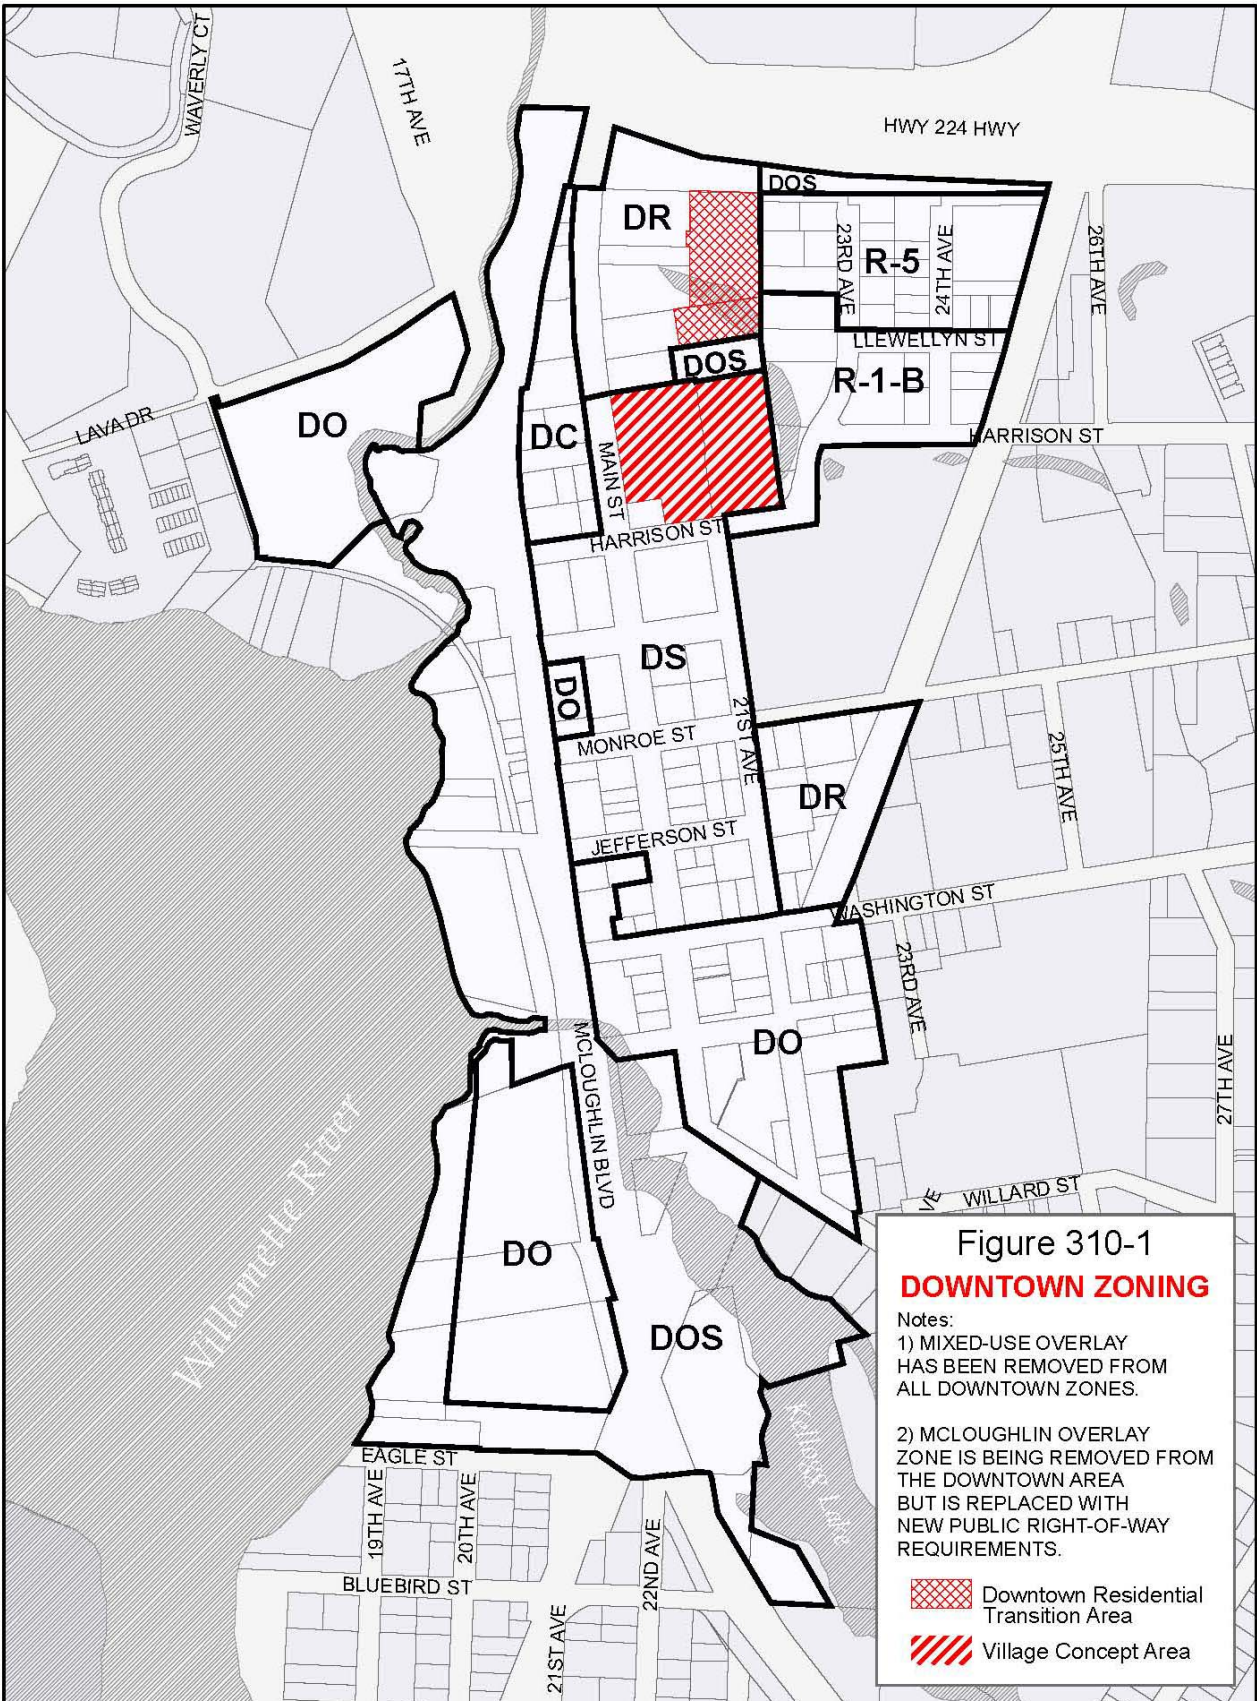 WAVERLY CT
17TH AVE
HWY 224 HWY
DOS
DR
23RD AVE
R-5
24TH AVE
26TH AVE
LLEWELLYN ST
DOS
R-1-B
LAVA DR
DO
DC
MAIN ST
HARRISON ST
HARRISON ST
DS
DO
21ST AVE
MONROE ST
25TH AVE
DR
JEFFERSON ST
WASHINGTON ST
23RD AVE
DO
MCLOUGHLIN BLVD
27TH AVE
Willamette River
WILLARD ST
VE
DO
DOS
Kellogg Lake
EAGLE ST
19TH AVE
20TH AVE
22ND AVE
BLUEBIRD ST
21ST AVE
Figure 310-1
DOWNTOWN ZONING
Notes:
1) MIXED-USE OVERLAY
HAS BEEN REMOVED FROM
ALL DOWNTOWN ZONES.
2) MCLOUGHLIN OVERLAY
ZONE IS BEING REMOVED FROM
THE DOWNTOWN AREA
BUT IS REPLACED WITH
NEW PUBLIC RIGHT-OF-WAY
REQUIREMENTS.
Downtown Residential
Transition Area
Village Concept Area